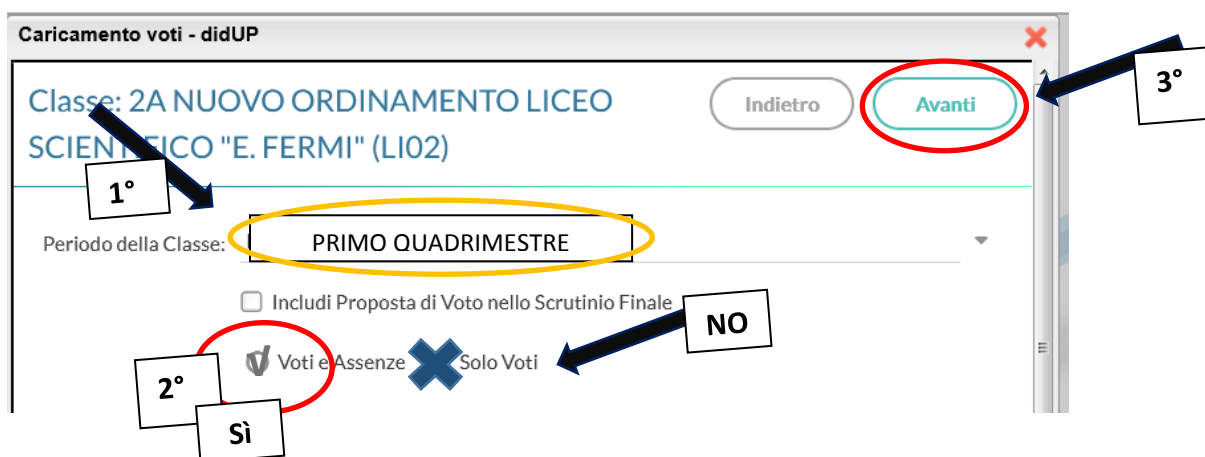 Caricamento voti - didUP
Classe: 2A NUOVO ORDINAMENTO LICEO
SCIENTIFICO "E. FERMI" (LI02)
Indietro
Avanti
3°
1°
Periodo della Classe:
PRIMO QUADRIMESTRE
Includi Proposta di Voto nello Scrutinio Finale
NO
Voti e Assenze
Solo Voti
2°
Sì